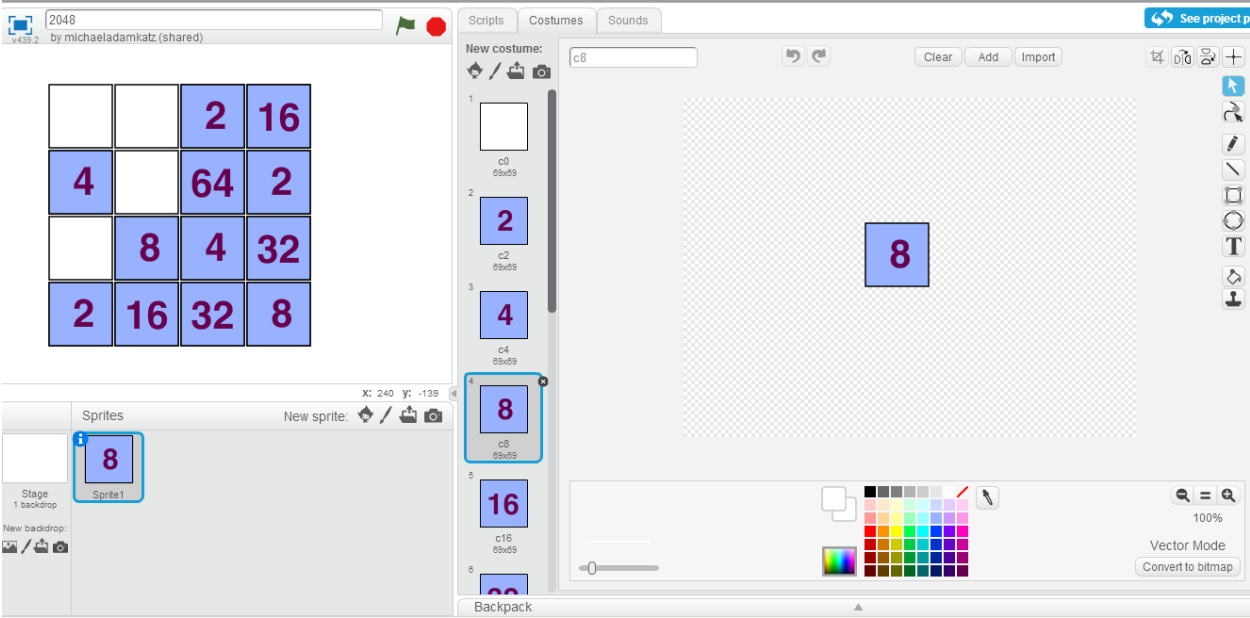 2048
v439.2
by michaeladamkatz (shared)
2 16
4 64 2
8 4 32
2 16 32 8
x: 240 y: -139
Sprites
New sprite:
8
Sprite1
Stage
1 backdrop
New backdrop:
Scripts
Costumes
Sounds
See project p
New costume:
1
c0
69x69
2
2
c2
69x69
3
4
c4
69x69
4
8
c8
69x69
5
16
c16
69x69
6
32
c8
Clear
Add
Import
8
T
100%
Vector Mode
Convert to bitmap
Backpack